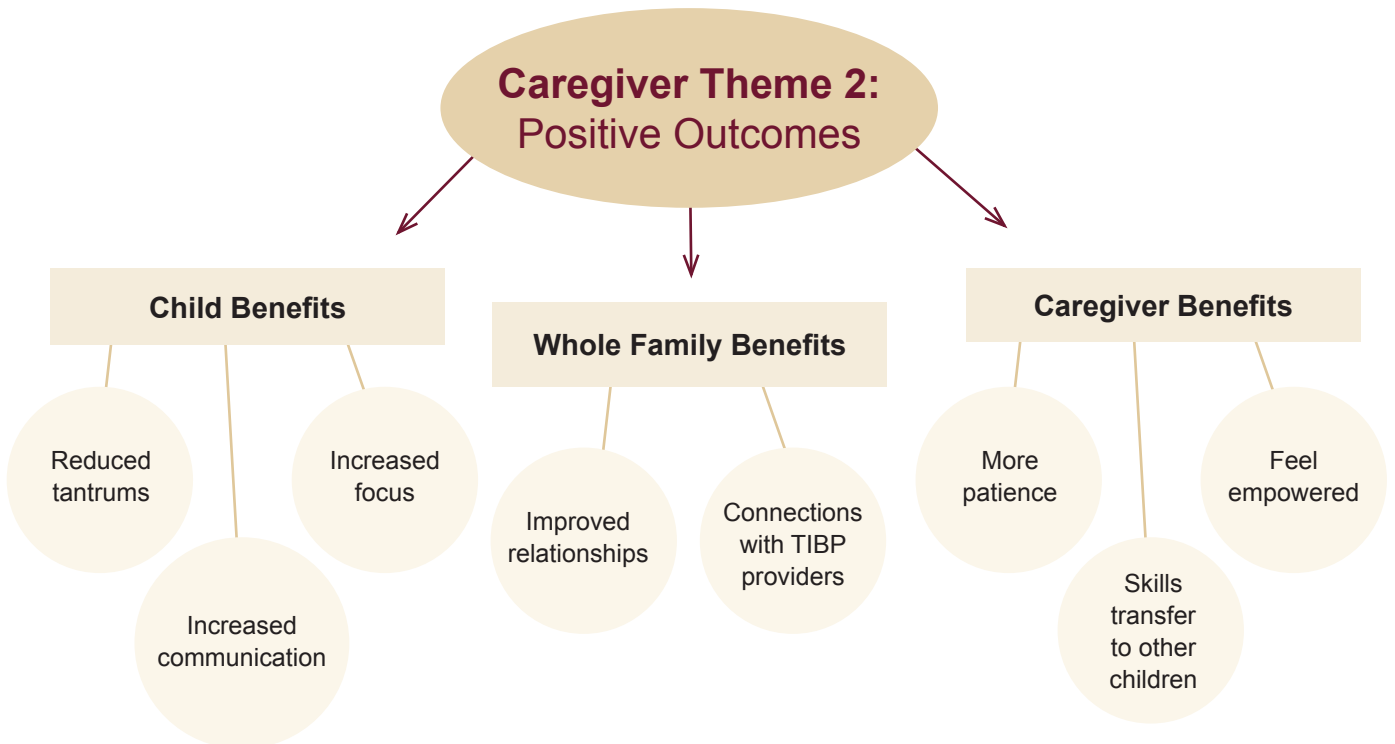 Caregiver Theme 2:
Positive Outcomes
Child Benefits
Reduced
tantrums
Increased
communication
Increased
focus
Whole Family Benefits
Improved
relationships
Connections
with TIBP
providers
Caregiver Benefits
More
patience
Skills
transfer
to other
children
Feel
empowered